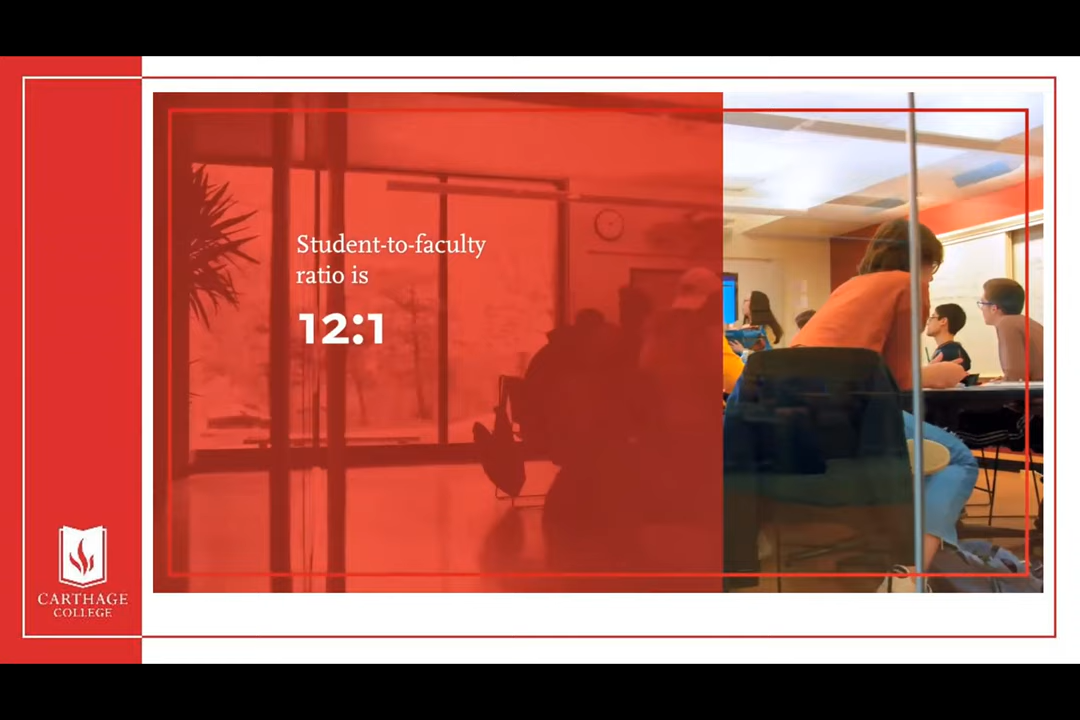 Student-to-faculty
ratio is
12:1
CARTHAGE
COLLEGE